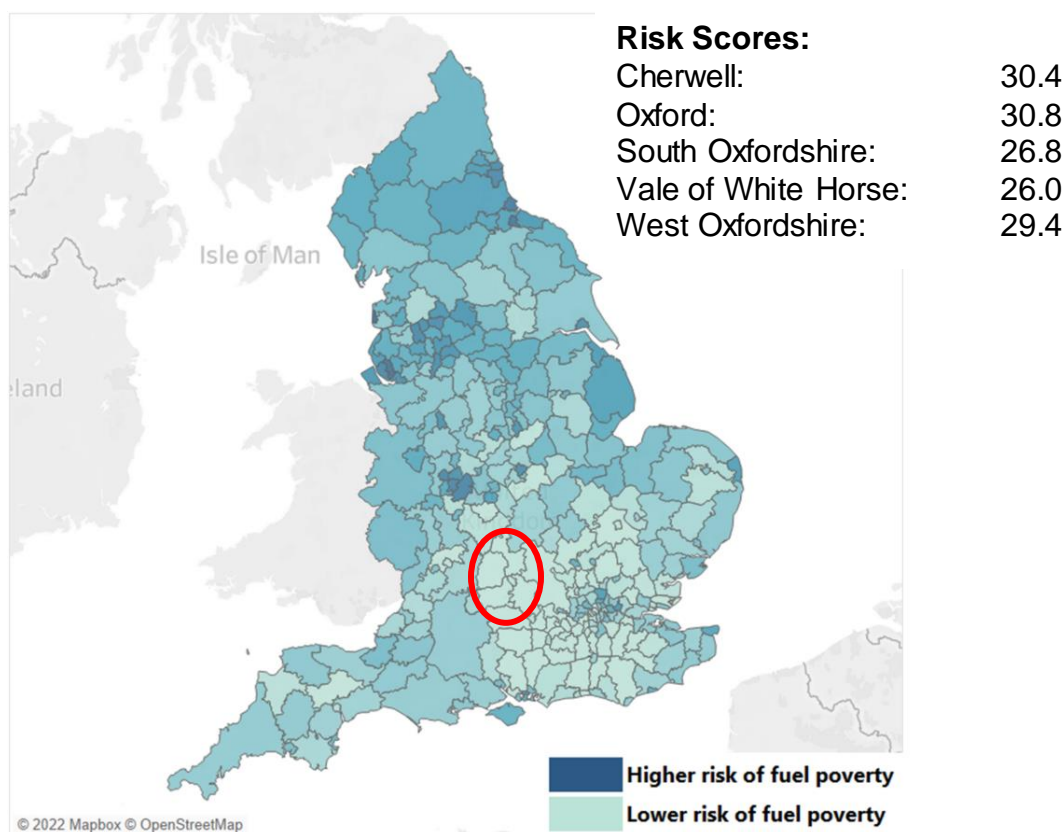 Risk Scores:
Cherwell: 30.4
Oxford: 30.8
South Oxfordshire: 26.8
Vale of White Horse: 26.0
West Oxfordshire: 29.4
Isle of Man
eland
Higher risk of fuel poverty
Lower risk of fuel poverty
© 2022 Mapbox © OpenStreetMap